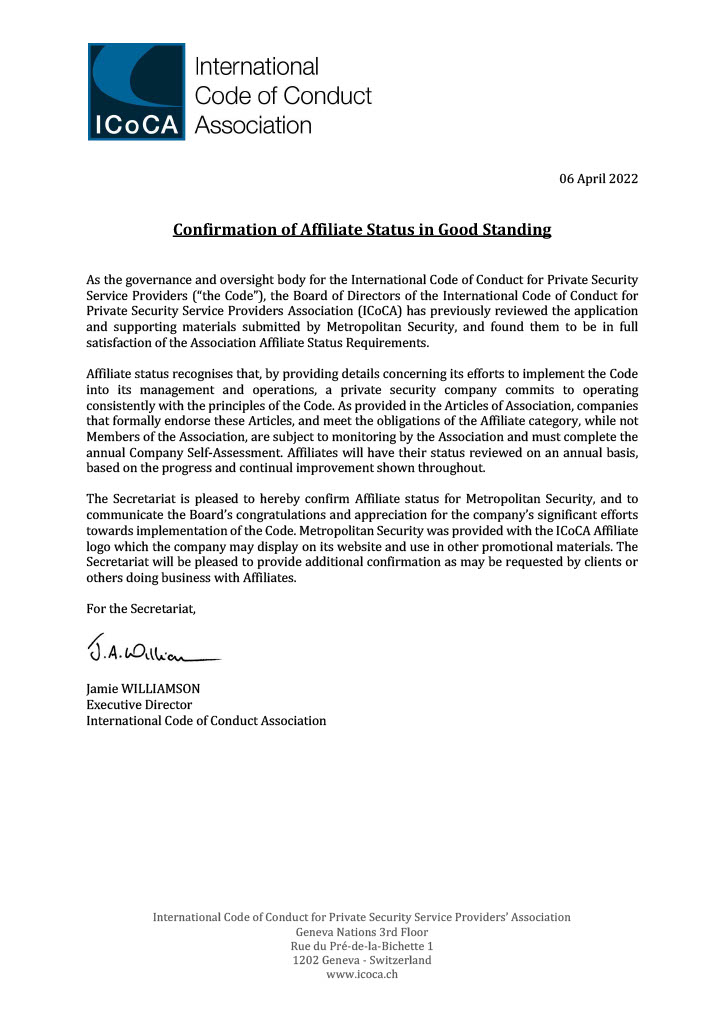 ICoCA
International
Code of Conduct
Association
06 April 2022
Confirmation of Affiliate Status in Good Standing
As the governance and oversight body for the International Code of Conduct for Private Security
Service Providers (“the Code”), the Board of Directors of the International Code of Conduct for
Private Security Service Providers Association (ICoCA) has previously reviewed the application
and supporting materials submitted by Metropolitan Security, and found them to be in full
satisfaction of the Association Affiliate Status Requirements.
Affiliate status recognises that, by providing details concerning its efforts to implement the Code
into its management and operations, a private security company commits to operating
consistently with the principles of the Code. As provided in the Articles of Association, companies
that formally endorse these Articles, and meet the obligations of the Affiliate category, while not
Members of the Association, are subject to monitoring by the Association and must complete the
annual Company Self-Assessment. Affiliates will have their status reviewed on an annual basis,
based on the progress and continual improvement shown throughout.
The Secretariat is pleased to hereby confirm Affiliate status for Metropolitan Security, and to
communicate the Board’s congratulations and appreciation for the company’s significant efforts
towards implementation of the Code. Metropolitan Security was provided with the ICoCA Affiliate
logo which the company may display on its website and use in other promotional materials. The
Secretariat will be pleased to provide additional confirmation as may be requested by clients or
others doing business with Affiliates.
For the Secretariat,
J.A.William
Jamie WILLIAMSON
Executive Director
International Code of Conduct Association
International Code of Conduct for Private Security Service Providers’ Association
Geneva Nations 3rd Floor
Rue du Pré-de-la-Bichette 1
1202 Geneva - Switzerland
www.icoca.ch